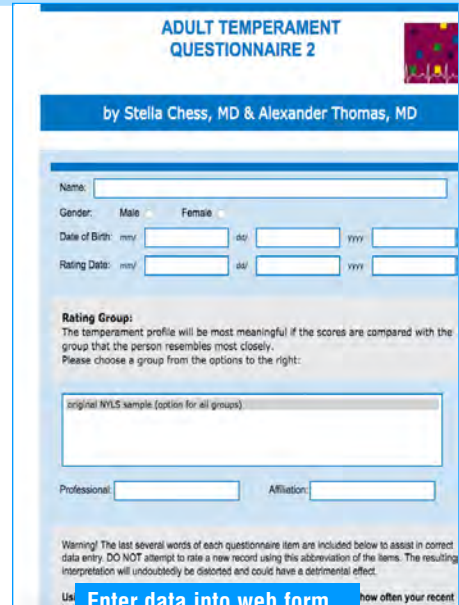 ADULT TEMPERAMENT
QUESTIONNAIRE 2
by Stella Chess, MD & Alexander Thomas, MD
Name:
Gender: Male Female
Date of Birth: mm/ dd/ yyyy
Rating Date: mm/ dd/ yyyy
Rating Group:
The temperament profile will be most meaningful if the scores are compared with the
group that the person resembles most closely.
Please choose a group from the options to the right:
original NYLS sample (option for all groups)
Professional: Affiliation:
Warning! The last several words of each questionnaire item are included below to assist in correct
data entry. DO NOT attempt to rate a new record using this abbreviation of the items. The resulting
interpretation will undoubtedly be distorted and could have a detrimental effect.
how often your recent
Enter data into web form